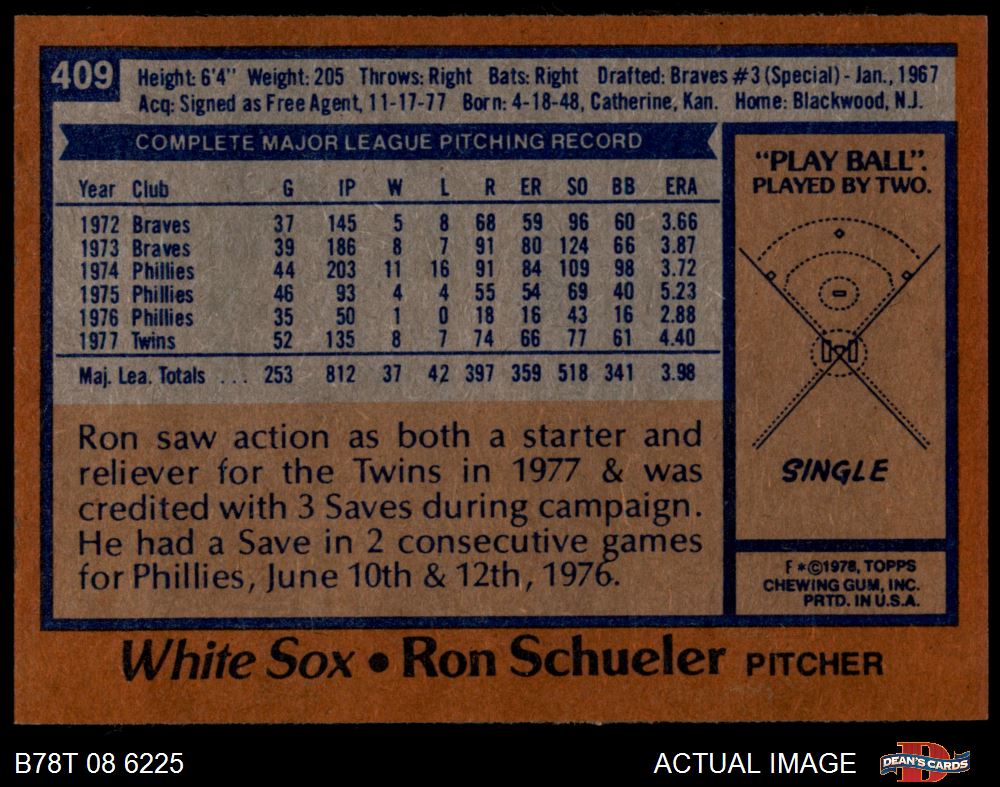 409
Height: 6'4" Weight: 205 Throws: Right Bats: Right Drafted: Braves #3 (Special) - Jan., 1967
Acq: Signed as Free Agent, 11-17-77 Born: 4-18-48, Catherine, Kan. Home: Blackwood, N.J.
COMPLETE MAJOR LEAGUE PITCHING RECORD
Year Club G IP W L R ER SO BB ERA
1972 Braves 37 145 5 8 68 59 96 60 3.66
1973 Braves 39 186 8 7 91 80 124 66 3.87
1974 Phillies 44 203 11 16 91 84 109 98 3.72
1975 Phillies 46 93 4 4 55 54 69 40 5.23
1976 Phillies 35 50 1 0 18 16 43 16 2.88
1977 Twins 52 135 8 7 74 66 77 61 4.40
Maj. Lea. Totals ... 253 812 37 42 397 359 518 341 3.98
Ron saw action as both a starter and
reliever for the Twins in 1977 & was
credited with 3 Saves during campaign.
He had a Save in 2 consecutive games
for Phillies, June 10th & 12th, 1976.
"PLAY BALL".
PLAYED BY TWO.
SINGLE
F*©1978, TOPPS
CHEWING GUM, INC.
PRTD. IN U.S.A.
White Sox • Ron Schueler PITCHER
B78T 08 6225
ACTUAL IMAGE
D
DEAN'S CARDS